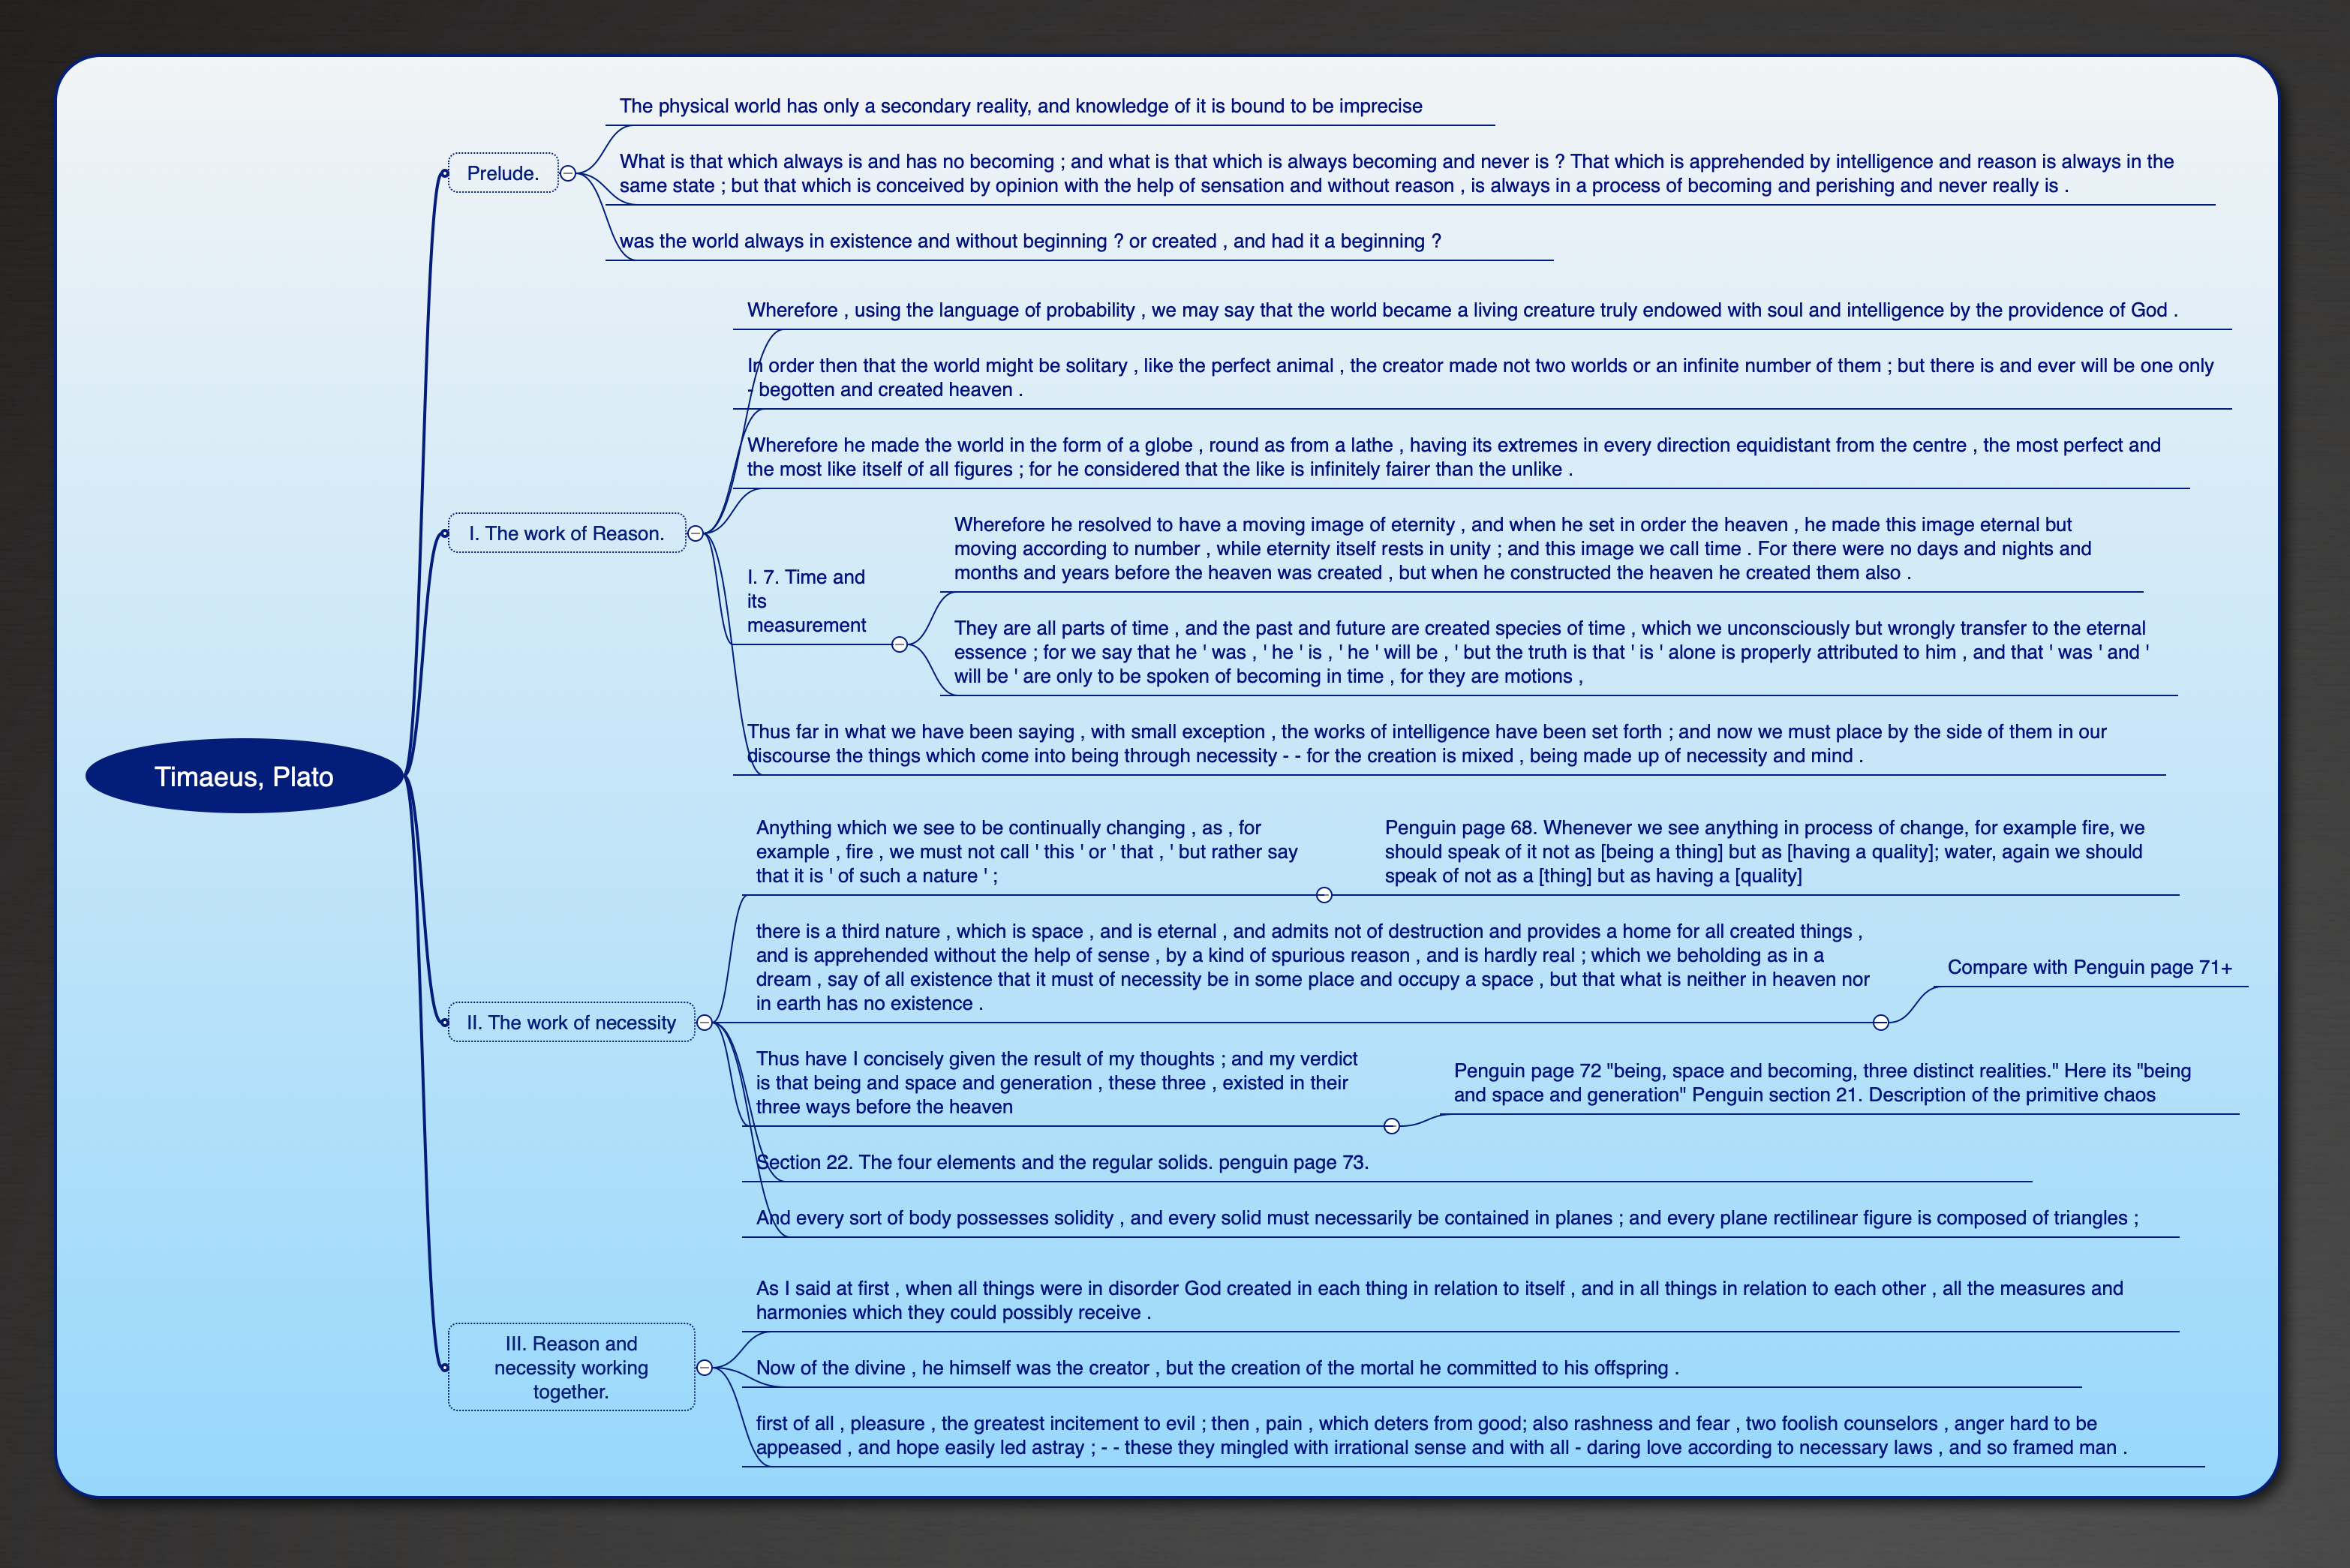 The physical world has only a secondary reality, and knowledge of it is bound to be imprecise
Prelude.
What is that which always is and has no becoming ; and what is that which is always becoming and never is ? That which is apprehended by intelligence and reason is always in the
same state ; but that which is conceived by opinion with the help of sensation and without reason , is always in a process of becoming and perishing and never really is .
was the world always in existence and without beginning ? or created , and had it a beginning ?
Wherefore , using the language of probability , we may say that the world became a living creature truly endowed with soul and intelligence by the providence of God .
In order then that the world might be solitary , like the perfect animal , the creator made not two worlds or an infinite number of them ; but there is and ever will be one only
- begotten and created heaven .
Wherefore he made the world in the form of a globe , round as from a lathe , having its extremes in every direction equidistant from the centre , the most perfect and
the most like itself of all figures ; for he considered that the like is infinitely fairer than the unlike .
I. The work of Reason.
I. 7. Time and
its
measurement
Wherefore he resolved to have a moving image of eternity , and when he set in order the heaven , he made this image eternal but
moving according to number , while eternity itself rests in unity ; and this image we call time . For there were no days and nights and
months and years before the heaven was created , but when he constructed the heaven he created them also .
They are all parts of time , and the past and future are created species of time , which we unconsciously but wrongly transfer to the eternal
essence ; for we say that he ' was , ' he ' is , ' he ' will be , ' but the truth is that ' is ' alone is properly attributed to him , and that ' was ' and '
will be ' are only to be spoken of becoming in time , for they are motions ,
Thus far in what we have been saying , with small exception , the works of intelligence have been set forth ; and now we must place by the side of them in our
discourse the things which come into being through necessity - - for the creation is mixed , being made up of necessity and mind .
Timaeus, Plato
Anything which we see to be continually changing , as , for
example , fire , we must not call ' this ' or ' that , ' but rather say
that it is ' of such a nature ' ;
Penguin page 68. Whenever we see anything in process of change, for example fire, we
should speak of it not as [being a thing] but as [having a quality]; water, again we should
speak of not as a [thing] but as having a [quality]
there is a third nature , which is space , and is eternal , and admits not of destruction and provides a home for all created things ,
and is apprehended without the help of sense , by a kind of spurious reason , and is hardly real ; which we beholding as in a
dream , say of all existence that it must of necessity be in some place and occupy a space , but that what is neither in heaven nor
in earth has no existence .
Compare with Penguin page 71+
II. The work of necessity
Thus have I concisely given the result of my thoughts ; and my verdict
is that being and space and generation , these three , existed in their
three ways before the heaven
Penguin page 72 "being, space and becoming, three distinct realities." Here its "being
and space and generation" Penguin section 21. Description of the primitive chaos
Section 22. The four elements and the regular solids. penguin page 73.
And every sort of body possesses solidity , and every solid must necessarily be contained in planes ; and every plane rectilinear figure is composed of triangles ;
As I said at first , when all things were in disorder God created in each thing in relation to itself , and in all things in relation to each other , all the measures and
harmonies which they could possibly receive .
III. Reason and
necessity working
together.
Now of the divine , he himself was the creator , but the creation of the mortal he committed to his offspring .
first of all , pleasure , the greatest incitement to evil ; then , pain , which deters from good; also rashness and fear , two foolish counselors , anger hard to be
appeased , and hope easily led astray ; - - these they mingled with irrational sense and with all - daring love according to necessary laws , and so framed man .